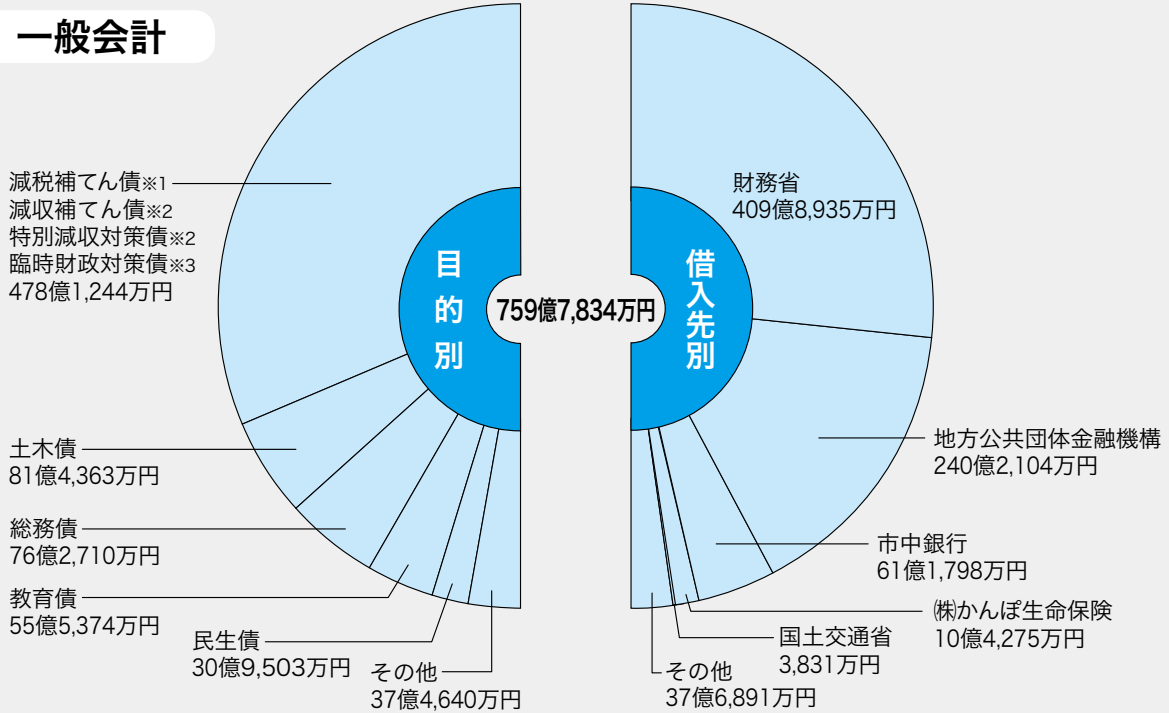 一般会計
減税補てん債※1
減収補てん債※2
特別減収対策債※2
臨時財政対策債※3
478億1,244万円
土木債
81億4,363万円
総務債
76億2,710万円
教育債
55億5,374万円
民生債
30億9,503万円
その他
37億4,640万円
目的別
759億7,834万円
借入先別
財務省
409億8,935万円
地方公共団体金融機構
240億2,104万円
市中銀行
61億1,798万円
㈱かんぽ生命保険
10億4,275万円
国土交通省
3,831万円
その他
37億6,891万円